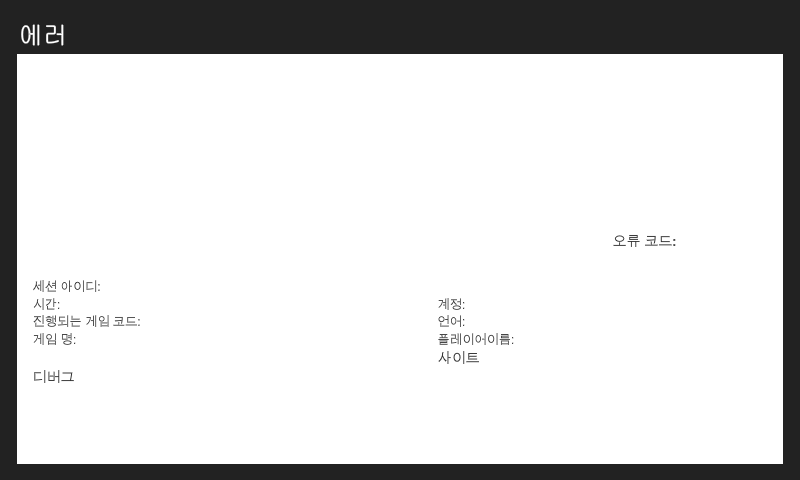 에러
오류 코드:
세션 아이디:
시간:
계정:
진행되는 게임 코드:
언어:
게임 명:
플레이어이름:
사이트
디버그